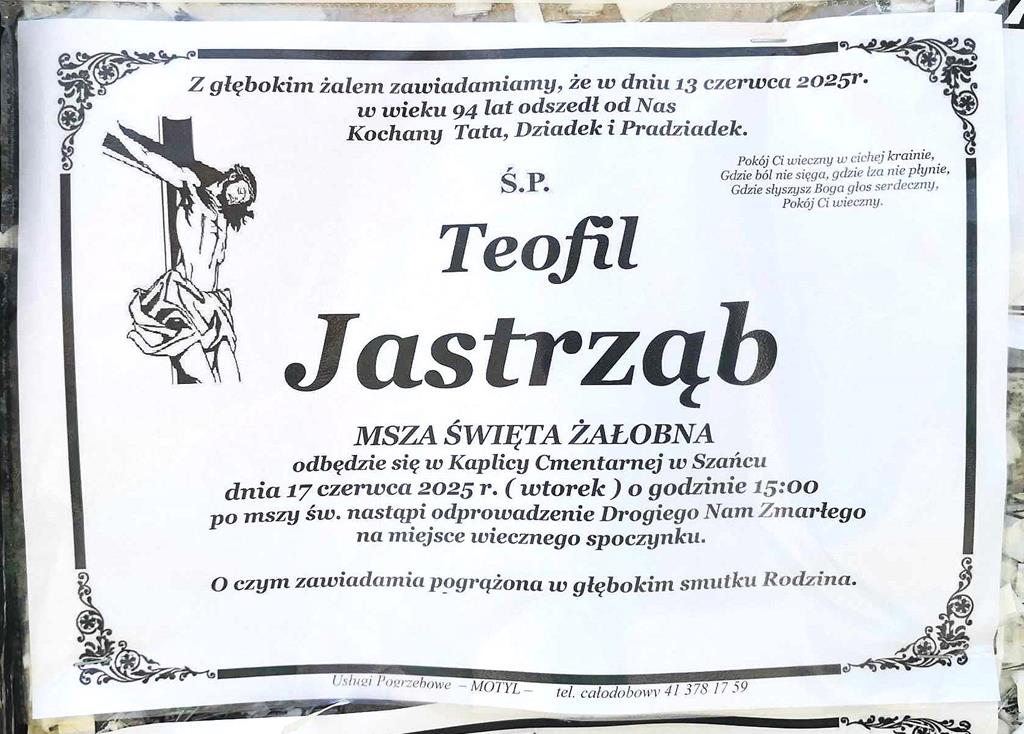 Z głębokim żalem zawiadamiamy, że w dniu 13 czerwca 2025r.
w wieku 94 lat odszedł od Nas
Kochany Tata, Dziadek i Pradziadek.
Pokój Ci wieczny w cichej krainie,
Gdzie ból nie sięga, gdzie łza nie płynie,
Gdzie słyszysz Boga głos serdeczny,
Pokój Ci wieczny.
Ś.P.
Teofil
Jastrząb
MSZA ŚWIĘTA ŻAŁOBNA
odbędzie się w Kaplicy Cmentarnej w Szańcu
dnia 17 czerwca 2025 r. ( wtorek ) o godzinie 15:00
po mszy św. nastąpi odprowadzenie Drogiego Nam Zmarłego
na miejsce wiecznego spoczynku.
O czym zawiadamia pogrążona w głębokim smutku Rodzina.
Usługi Pogrzebowe – MOTYL – tel. całodobowy 41 378 17 59